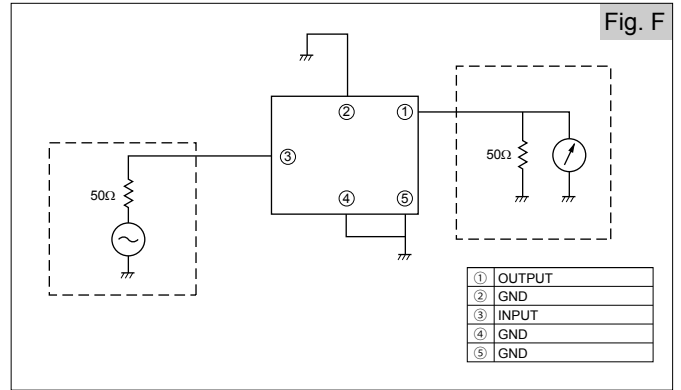 Fig. F
② ①
③
50Ω
50Ω
④ ⑤
① OUTPUT
② GND
③ INPUT
④ GND
⑤ GND